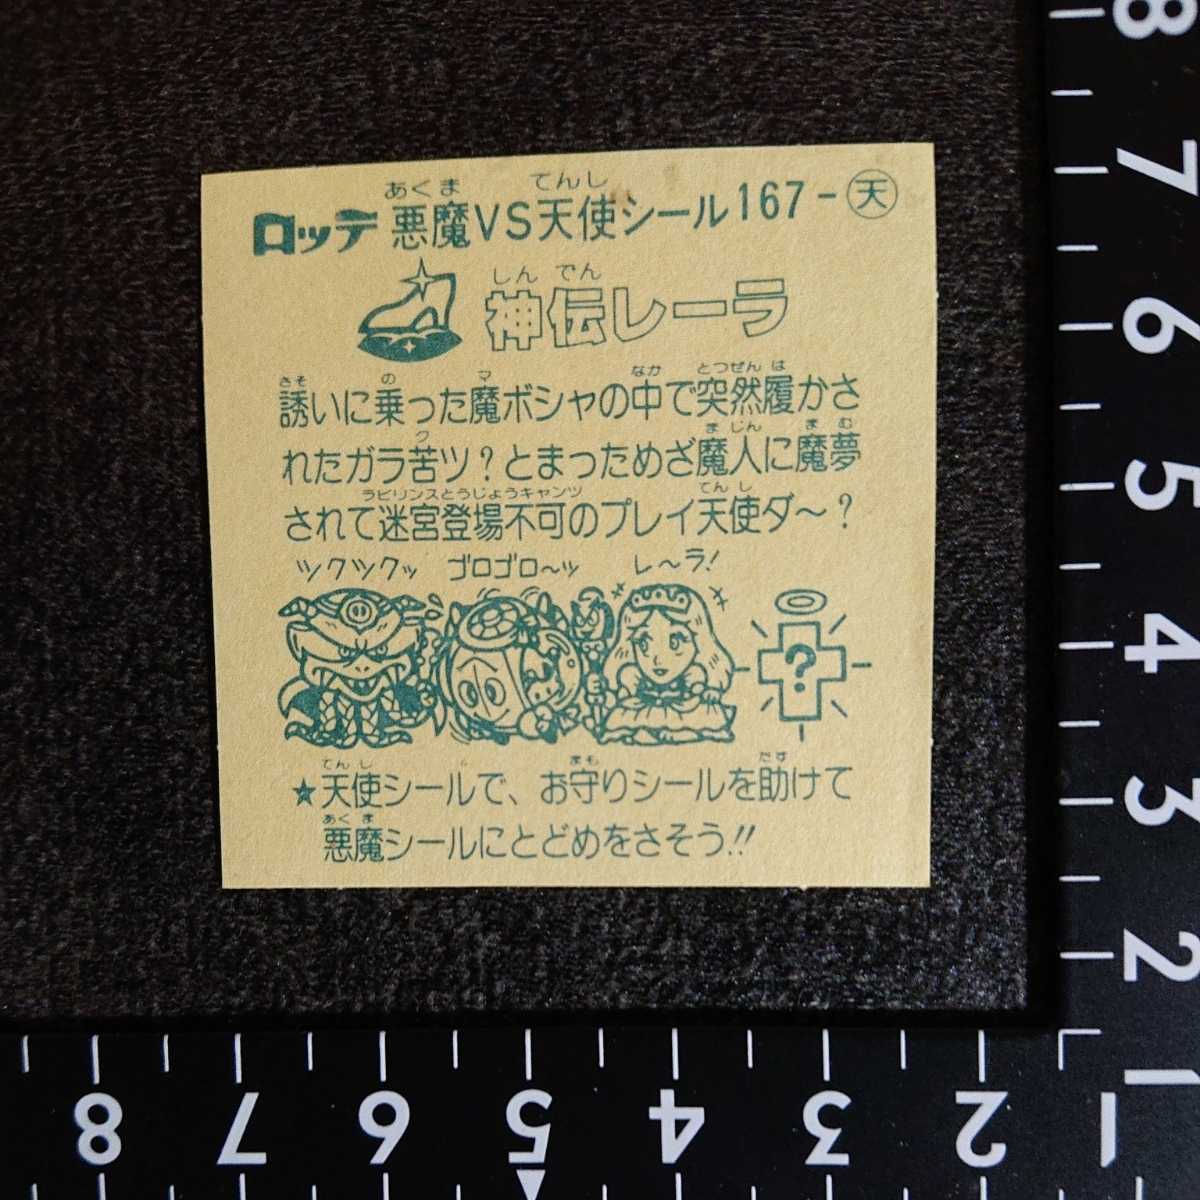 あくま てんし
ロッテ 悪魔VS天使シール167-天
しん でん
神伝レーラ
さそ の マ なか とつぜん は
誘いに乗った魔ボシャの中で突然履かさ
ク まじん まむ
れたガラ苦ツ?とまっためざ魔人に魔夢
ラビリンスとうじょうキャンツ てんし
されて迷宮登場不可のプレイ天使ダ〜?
ツクツクッ ゴロゴロ〜ッ レ〜ラ!
?
てんし まも たす
★天使シールで、お守りシールを助けて
あくま
悪魔シールにとどめをさそう!!
8
7
6
5
4
3
2
1
8 7 6 5 4 3 2 1